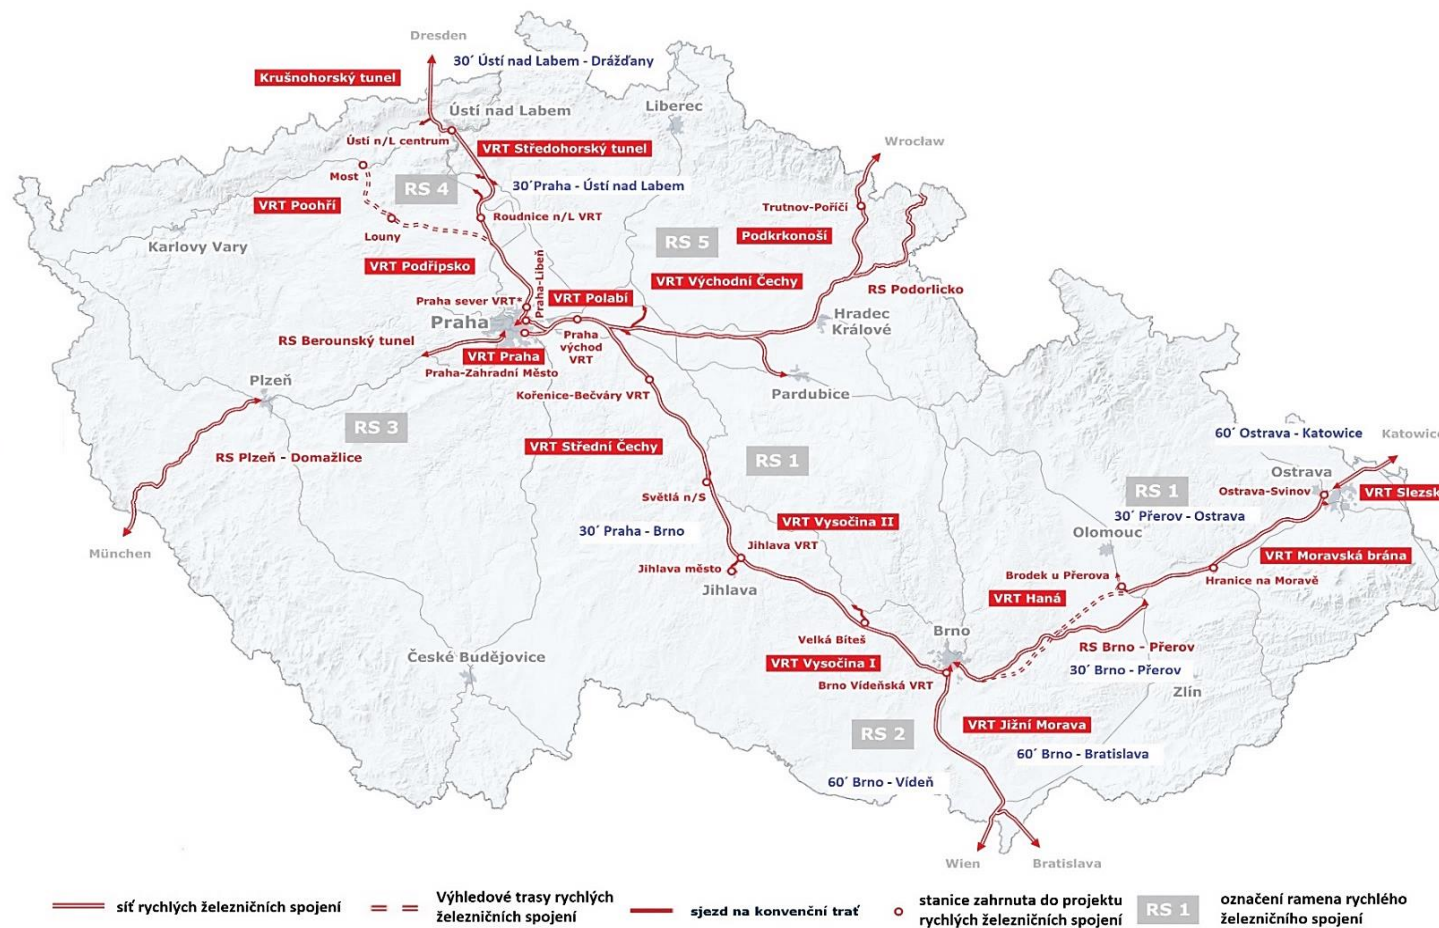 Dresden
30´ Ústí nad Labem - Drážďany
Krušnohorský tunel
Ústí nad Labem
Liberec
Ústí n/L centrum
VRT Středohorský tunel
Wroclaw
Most
RS 4
30´Praha - Ústí nad Labem
VRT Poohří
Roudnice n/L VRT
Trutnov-Poříčí
Louny
Karlovy Vary
RS 5
Podkrkonoší
VRT Podřipsko
Praha-Libeň
VRT Východní Čechy
RS Podorlicko
Praha sever VRT*
VRT Polabí
Praha
Hradec
Králové
RS Berounský tunel
Praha
východ
VRT
VRT Praha
Praha-Zahradní Město
Plzeň
Kořenice-Bečváry VRT
Pardubice
RS 3
VRT Střední Čechy
60´ Ostrava - Katowice
Katowice
RS Plzeň - Domažlice
RS 1
Ostrava
Světlá n/S
RS 1
Ostrava-Svinov
VRT Slezsk
30´ Přerov - Ostrava
30´ Praha - Brno
VRT Vysočina II
Olomouc
München
Jihlava VRT
VRT Moravská brána
Jihlava město
Jihlava
Brodek u Přerova
Hranice na Moravě
VRT Haná
Velká Bíteš
Brno
RS Brno - Přerov
České Budějovice
VRT Vysočina I
30´ Brno - Přerov
Brno Vídeňská VRT
Zlín
RS 2
VRT Jižní Morava
60´ Brno - Bratislava
60´ Brno - Vídeň
Wien
Bratislava
síť rychlých železničních spojení
Výhledové trasy rychlých
železničních spojení
sjezd na konvenční trať
stanice zahrnuta do projektu
rychlých železničních spojení
RS 1
označení ramena rychlého
železničního spojení